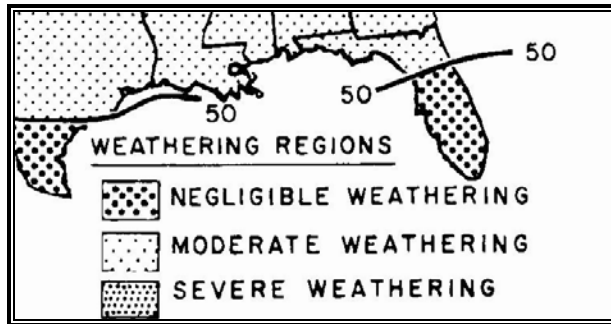 50
50
50
WEATHERING REGIONS
NEGLIGIBLE WEATHERING
MODERATE WEATHERING
SEVERE WEATHERING